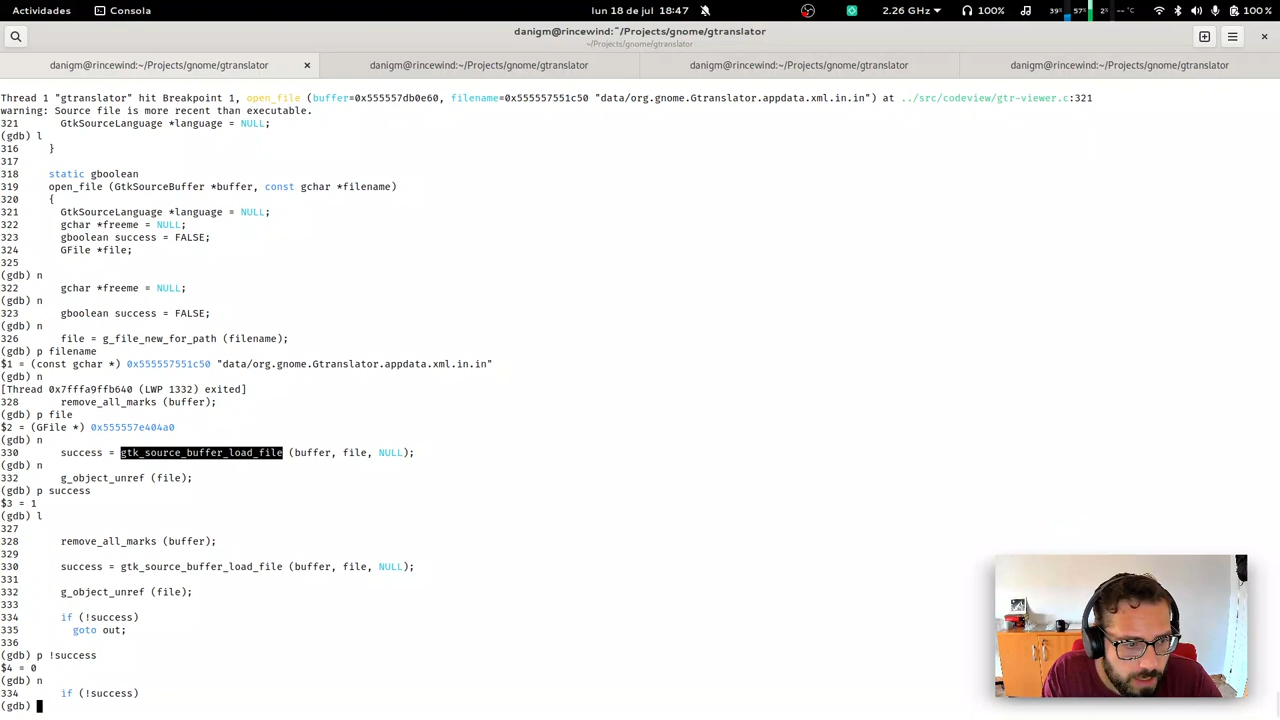 Actividades
Consola
lun 18 de jul 18:47
2.26 GHz
100%
39%
57%
2%
-- °C
100 %
danigm@rincewind:~/Projects/gnome/gtranslator
~/Projects/gnome/gtranslator
danigm@rincewind:~/Projects/gnome/gtranslator
danigm@rincewind:~/Projects/gnome/gtranslator
danigm@rincewind:~/Projects/gnome/gtranslator
danigm@rincewind:~/Projects/gnome/gtranslator
Thread 1 "gtranslator" hit Breakpoint 1, open_file (buffer=0x555557db0e60, filename=0x555557551c50 "data/org.gnome.Gtranslator.appdata.xml.in.in") at ../src/codeview/gtr-viewer.c:321
warning: Source file is more recent than executable.
321 GtkSourceLanguage *language = NULL;
(gdb) l
316 }
317
318 static gboolean
319 open_file (GtkSourceBuffer *buffer, const gchar *filename)
320 {
321 GtkSourceLanguage *language = NULL;
322 gchar *freeme = NULL;
323 gboolean success = FALSE;
324 GFile *file;
325
(gdb) n
322 gchar *freeme = NULL;
(gdb) n
323 gboolean success = FALSE;
(gdb) n
326 file = g_file_new_for_path (filename);
(gdb) p filename
$1 = (const gchar *) 0x555557551c50 "data/org.gnome.Gtranslator.appdata.xml.in.in"
(gdb) n
[Thread 0x7fffa9ffb640 (LWP 1332) exited]
328 remove_all_marks (buffer);
(gdb) p file
$2 = (GFile *) 0x555557e404a0
(gdb) n
330 success = gtk_source_buffer_load_file (buffer, file, NULL);
(gdb) n
332 g_object_unref (file);
(gdb) p success
$3 = 1
(gdb) l
327
328 remove_all_marks (buffer);
329
330 success = gtk_source_buffer_load_file (buffer, file, NULL);
331
332 g_object_unref (file);
333
334 if (!success)
335 goto out;
336
(gdb) p !success
$4 = 0
(gdb) n
334 if (!success)
(gdb)